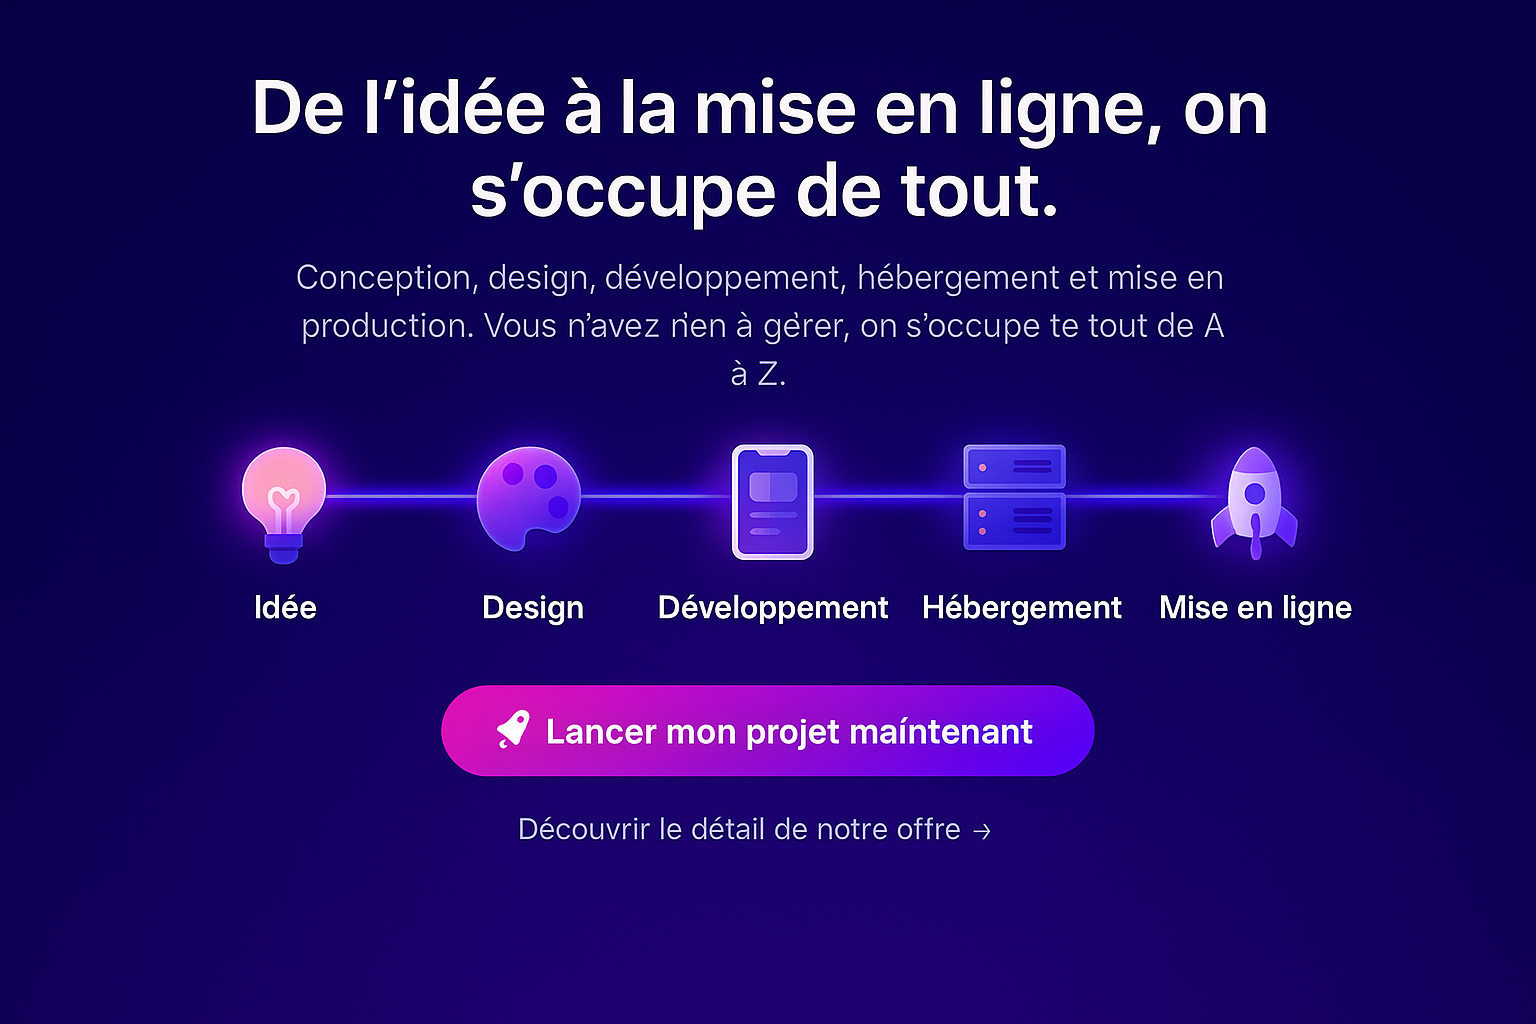 De l’idée à la mise en ligne, on
s’occupe de tout.
Conception, design, développement, hébergement et mise en
production. Vous n’avez n’en à gérer, on s’occupe te tout de A
à Z.
Idée
Design
Développement
Hébergement
Mise en ligne
Lancer mon projet maíntenant
Découvrir le détail de notre offre →